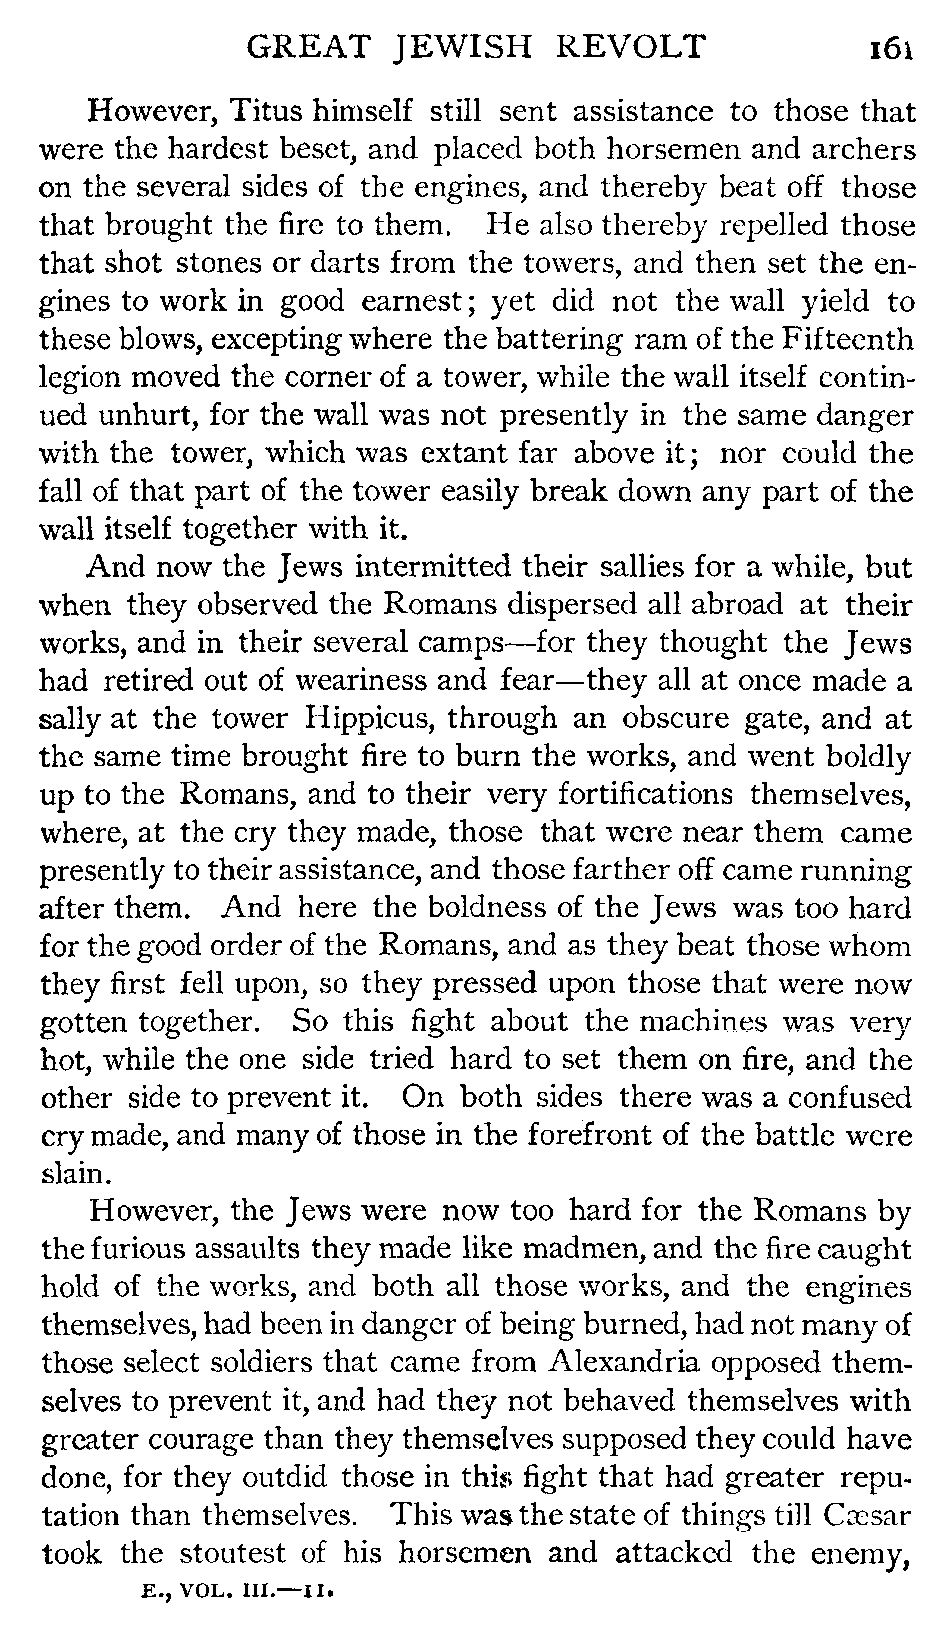 GREAT JEWISH REVOLT 161
However, Titus himself still sent assistance to those that
were the hardest beset, and placed both horsemen and archers
on the several sides of the engines, and thereby beat off those
that brought the fire to them. He also thereby repelled those
that shot stones or darts from the towers, and then set the en-
gines to work in good earnest; yet did not the wall yield to
these blows, excepting where the battering ram of the Fifteenth
legion moved the corner of a tower, while the wall itself contin-
ued unhurt, for the wall was not presently in the same danger
with the tower, which was extant far above it; nor could the
fall of that part of the tower easily break down any part of the
wall itself together with it.
And now the Jews intermitted their sallies for a while, but
when they observed the Romans dispersed all abroad at their
works, and in their several camps—for they thought the Jews
had retired out of weariness and fear—they all at once made a
sally at the tower Hippicus, through an obscure gate, and at
the same time brought fire to burn the works, and went boldly
up to the Romans, and to their very fortifications themselves,
where, at the cry they made, those that were near them came
presently to their assistance, and those farther off came running
after them. And here the boldness of the Jews was too hard
for the good order of the Romans, and as they beat those whom
they first fell upon, so they pressed upon those that were now
gotten together. So this fight about the machines was very
hot, while the one side tried hard to set them on fire, and the
other side to prevent it. On both sides there was a confused
cry made, and many of those in the forefront of the battle were
slain.
However, the Jews were now too hard for the Romans by
the furious assaults they made like madmen, and the fire caught
hold of the works, and both all those works, and the engines
themselves, had been in danger of being burned, had not many of
those select soldiers that came from Alexandria opposed them-
selves to prevent it, and had they not behaved themselves with
greater courage than they themselves supposed they could have
done, for they outdid those in this fight that had greater repu-
tation than themselves. This was the state of things till Cæsar
took the stoutest of his horsemen and attacked the enemy,
E., VOL. III.—11.